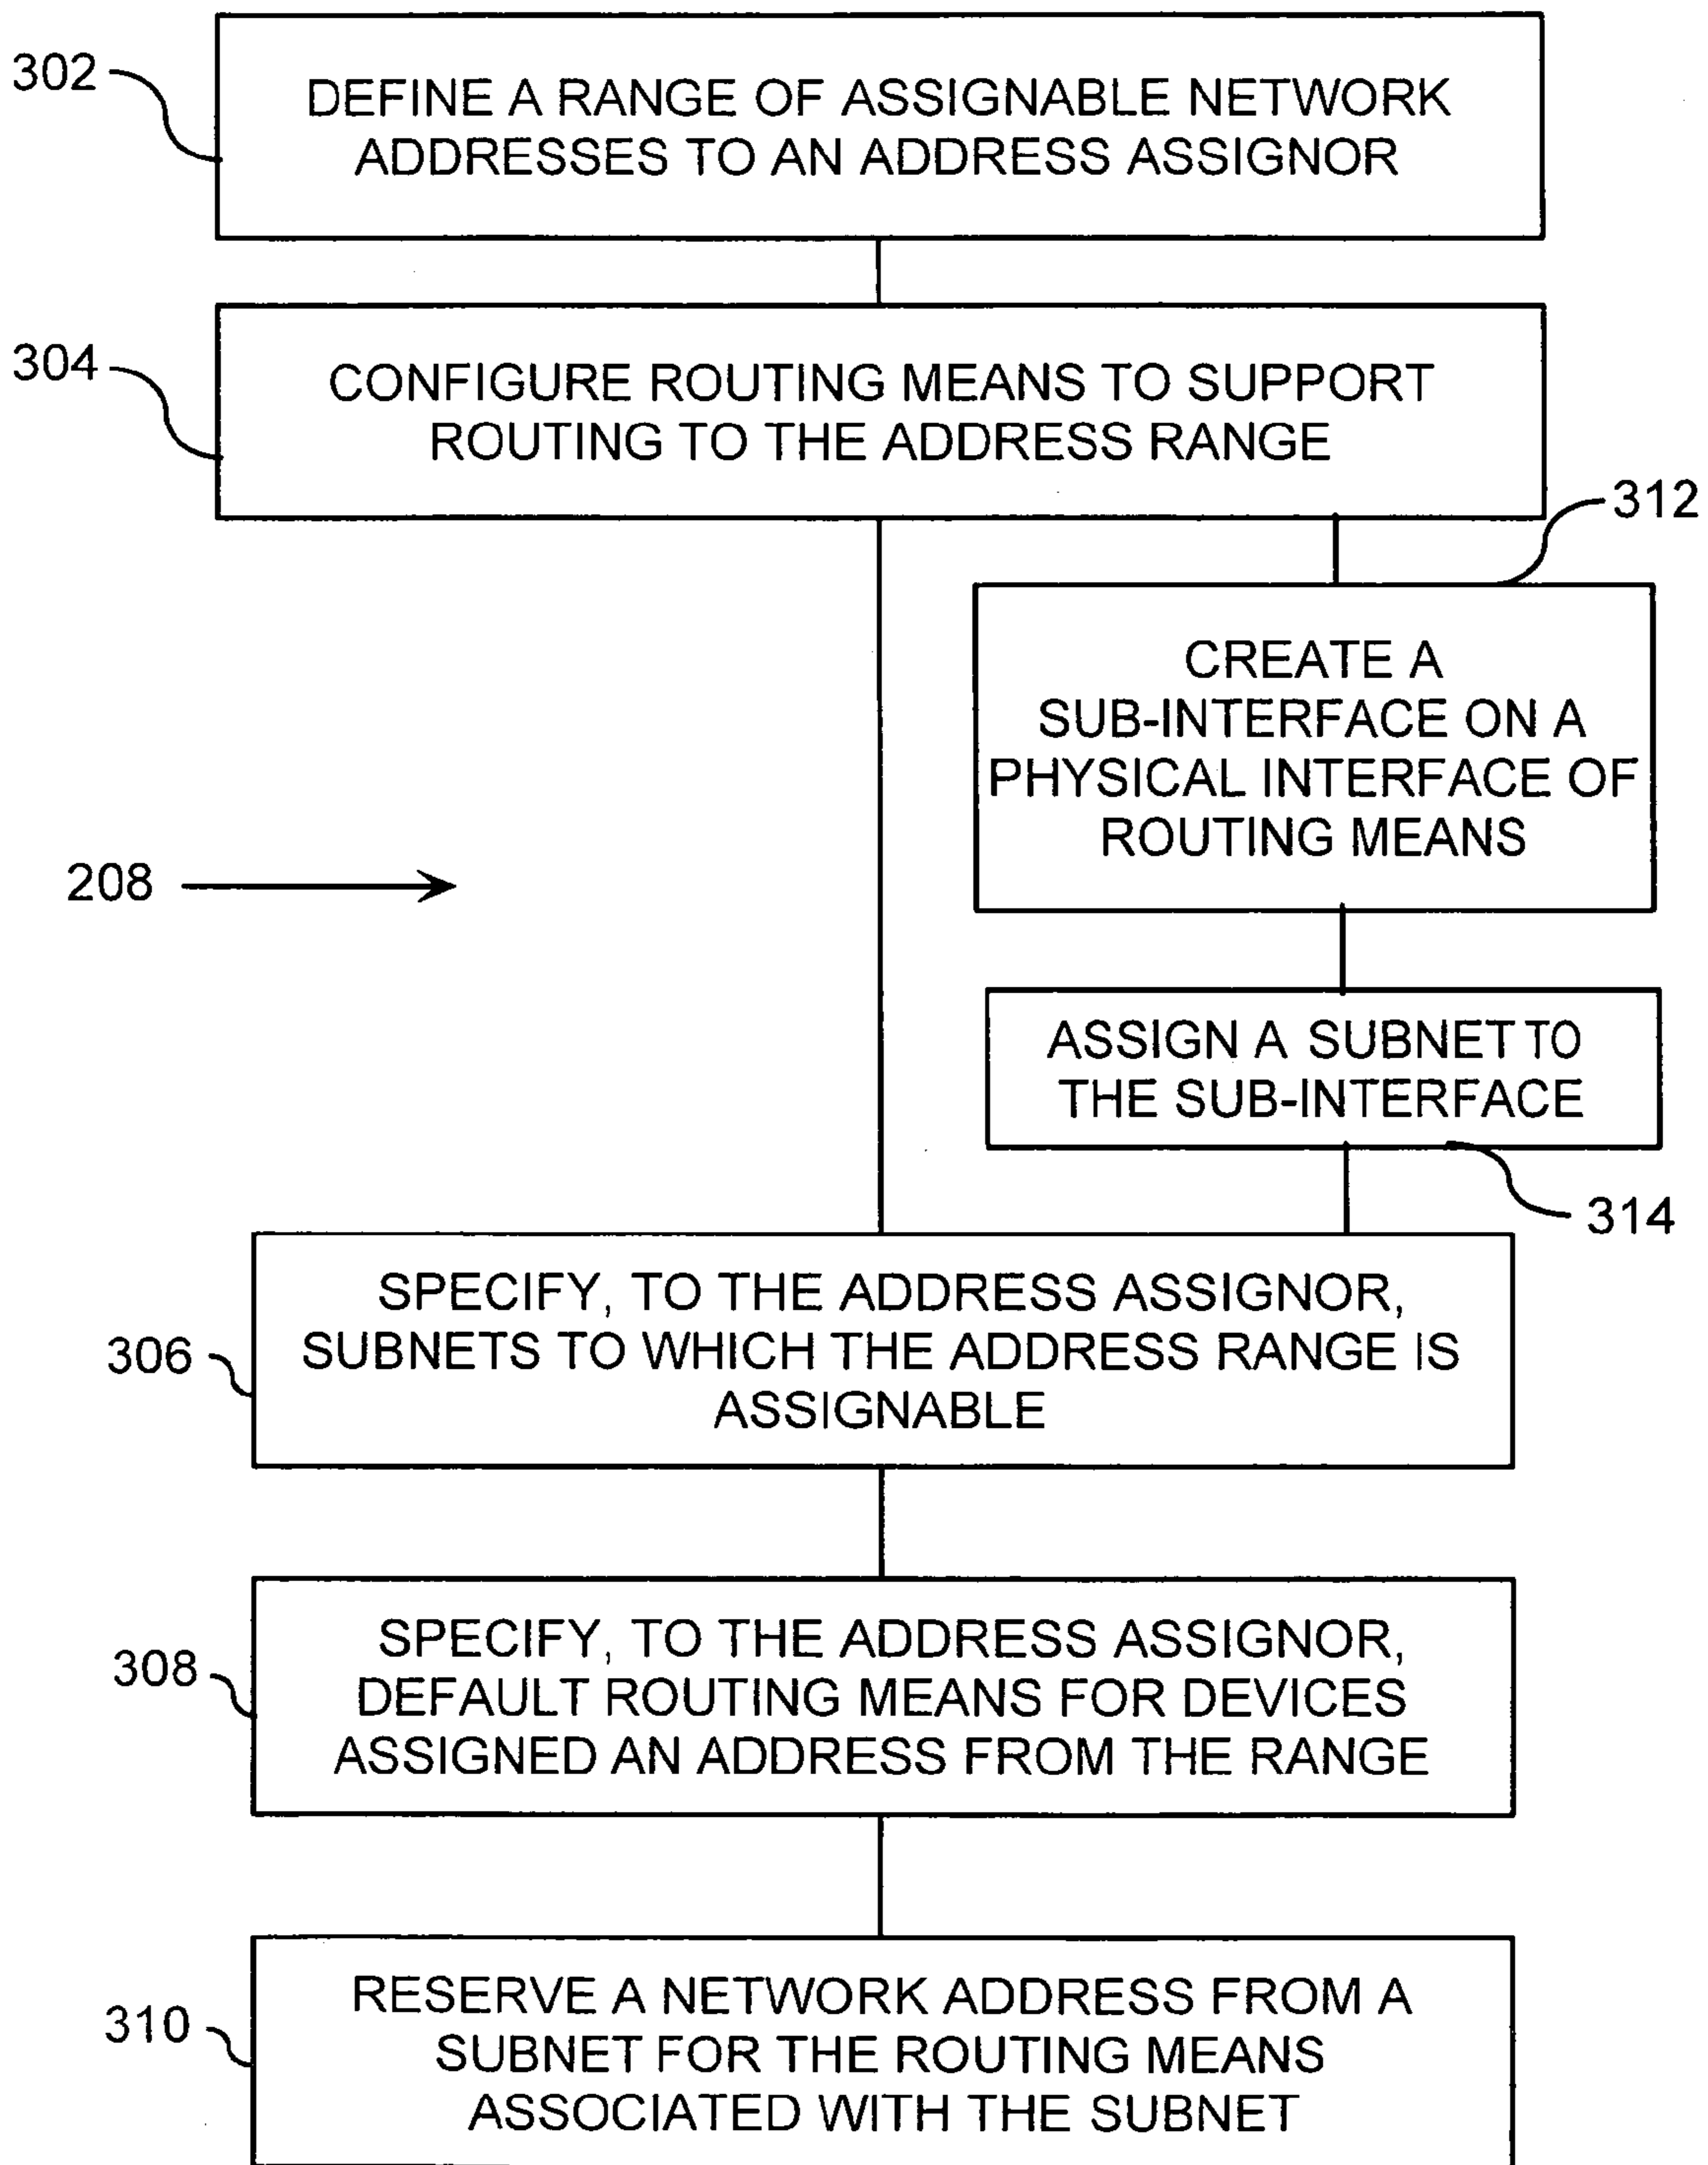 302
DEFINE A RANGE OF ASSIGNABLE NETWORK
ADDRESSES TO AN ADDRESS ASSIGNOR
304
CONFIGURE ROUTING MEANS TO SUPPORT
ROUTING TO THE ADDRESS RANGE
312
CREATE A
SUB-INTERFACE ON A
PHYSICAL INTERFACE OF
ROUTING MEANS
208
ASSIGN A SUBNET TO
THE SUB-INTERFACE
314
306
SPECIFY, TO THE ADDRESS ASSIGNOR,
SUBNETS TO WHICH THE ADDRESS RANGE IS
ASSIGNABLE
308
SPECIFY, TO THE ADDRESS ASSIGNOR,
DEFAULT ROUTING MEANS FOR DEVICES
ASSIGNED AN ADDRESS FROM THE RANGE
310
RESERVE A NETWORK ADDRESS FROM A
SUBNET FOR THE ROUTING MEANS
ASSOCIATED WITH THE SUBNET